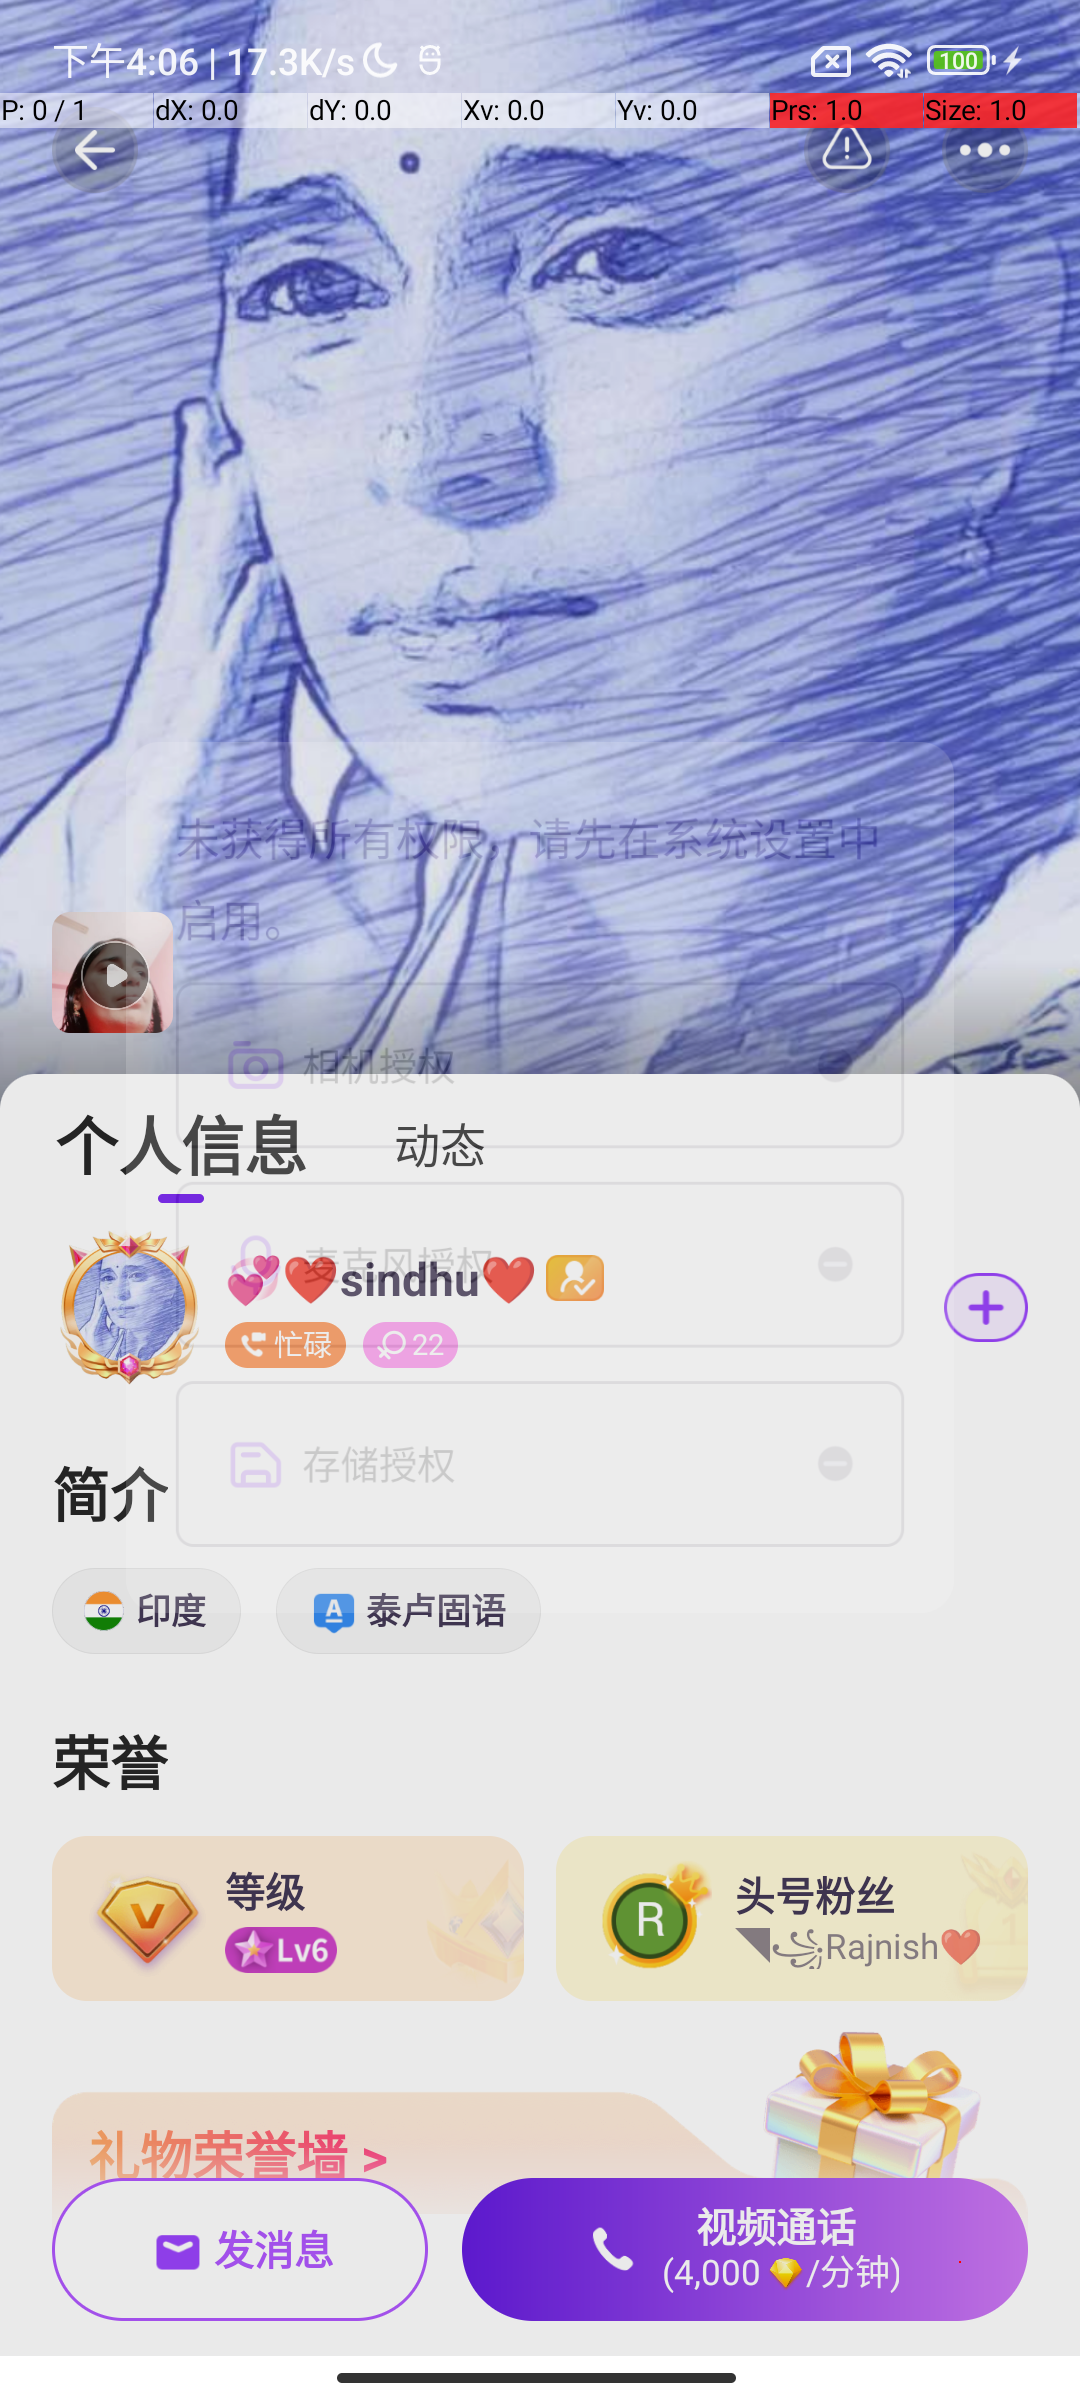 下午4:06 | 17.3K/s
100
P: 0 / 1 dX: 0.0 dY: 0.0 Xv: 0.0 Yv: 0.0 Prs: 1.0 Size: 1.0
未获得所有权限，请先在系统设置中
启用。
相机授权
个人信息 动态
麦克风授权
💞❤️sindhu❤️
忙碌 22
存储授权
简介
印度 A 泰卢固语
荣誉
等级
V
Lv6
R
头号粉丝
◥꧁Rajnish❤️
礼物荣誉墙 >
发消息
视频通话
(4,000 /分钟)